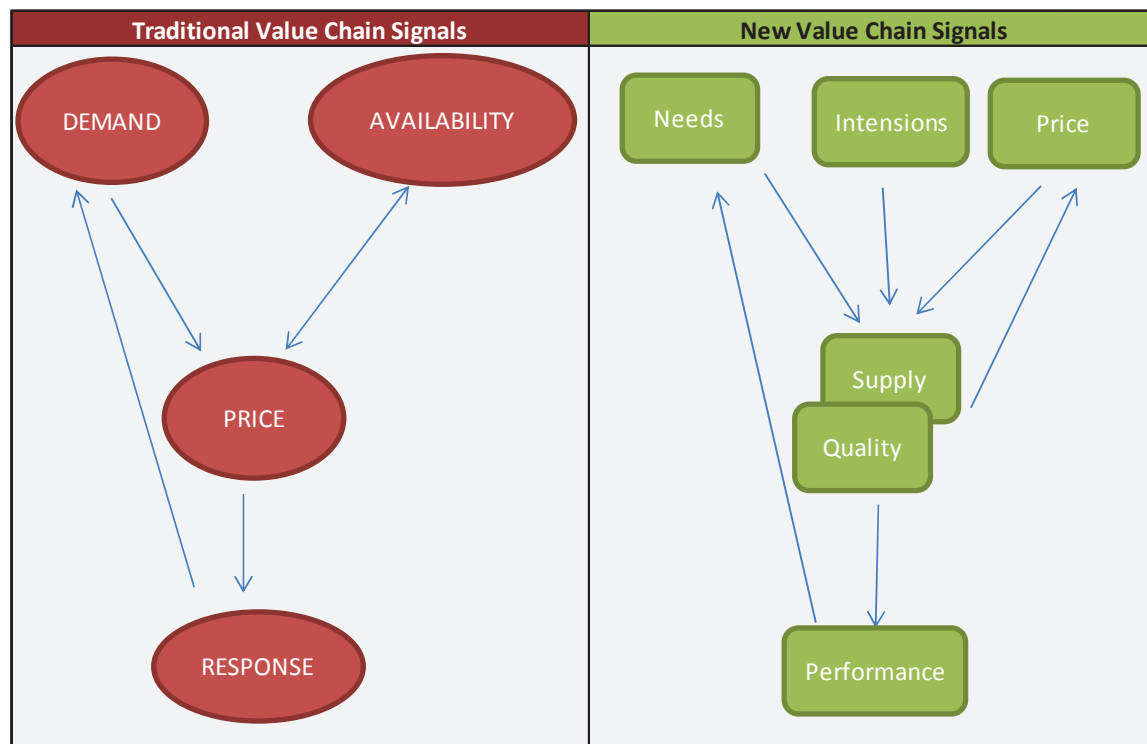 Traditional Value Chain Signals
DEMAND
AVAILABILITY
PRICE
RESPONSE
New Value Chain Signals
Needs
Intensions
Price
Supply
Quality
Performance